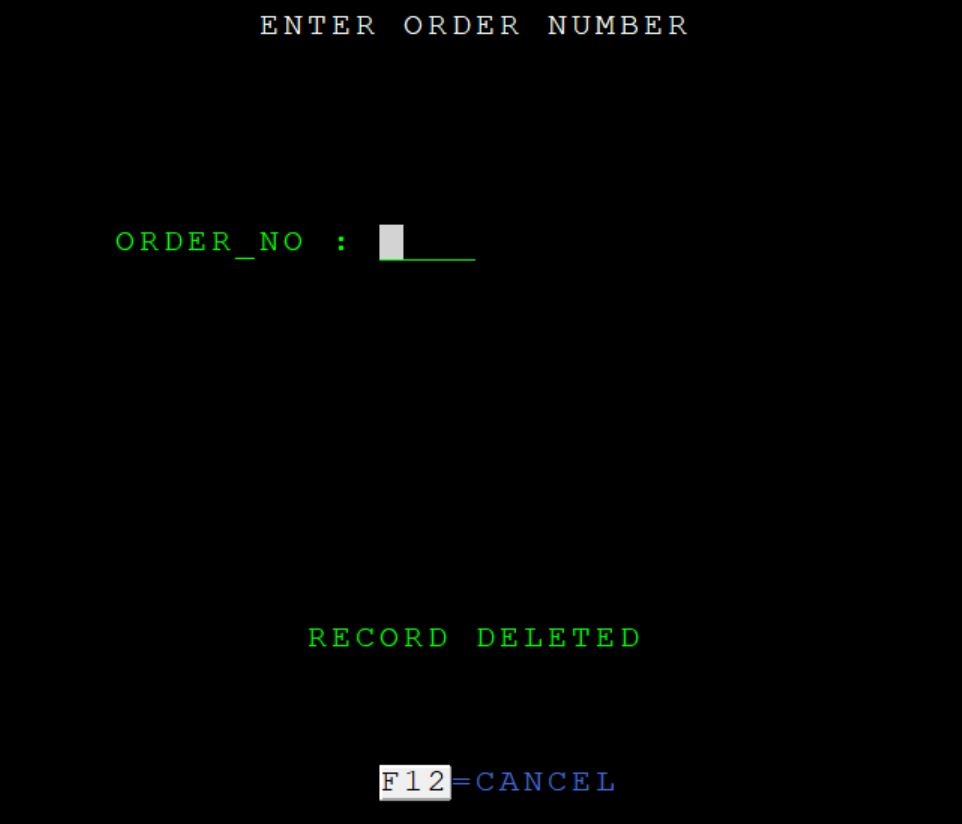 ENTER ORDER NUMBER
ORDER_NO :
RECORD DELETED
F12=CANCEL